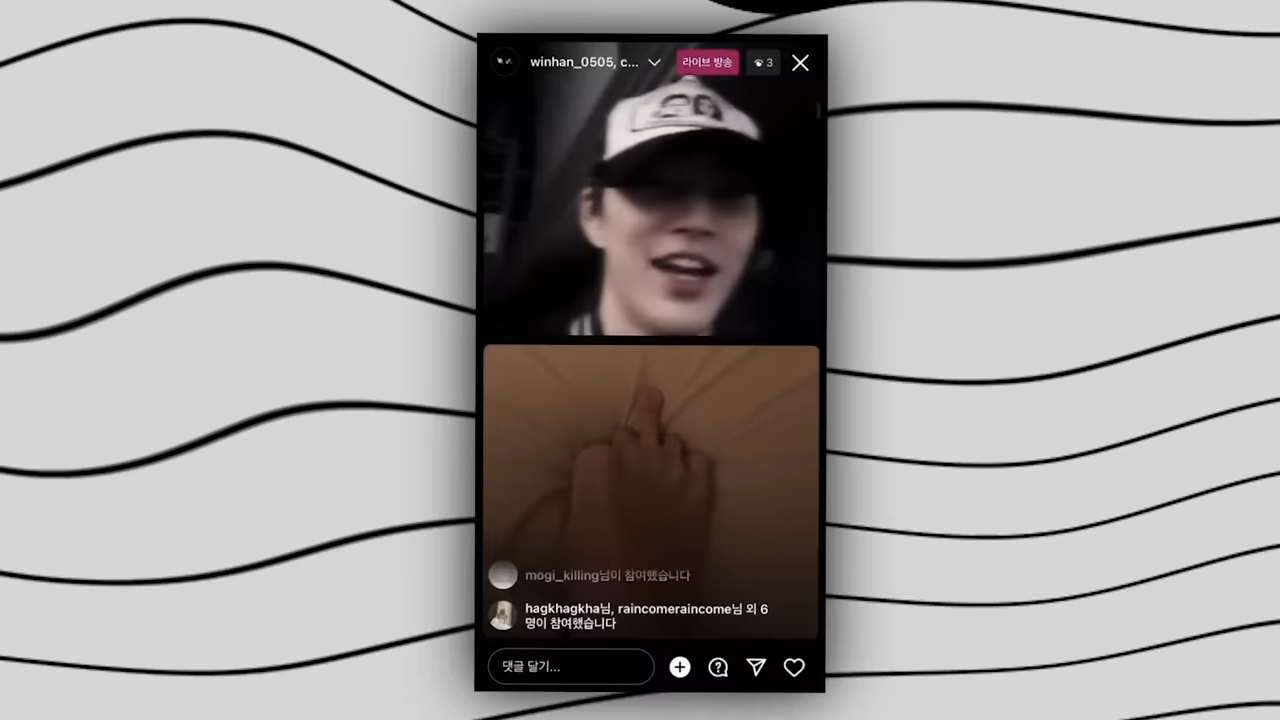 winhan_0505, c...
라이브 방송
3
mogi_killing님이 참여했습니다
hagkhagkha님, raincomeraincome님 외 6
명이 참여했습니다
댓글 달기...